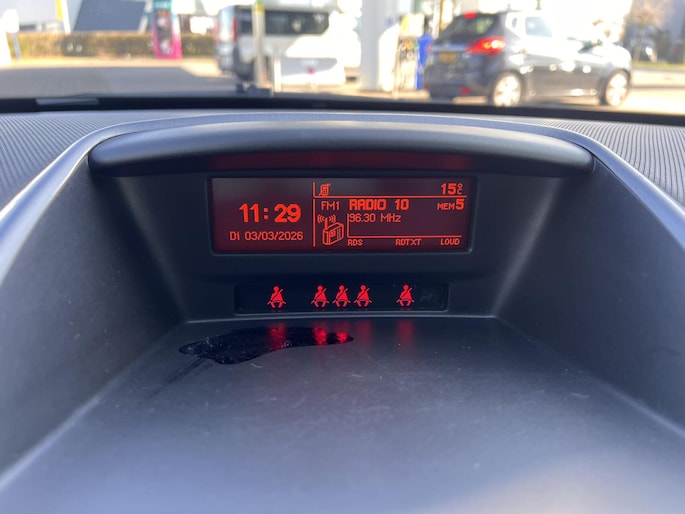 15°C
FM1 RADIO 10 MEM5
11:29
96.30 MHz
DI 03/03/2026
RDS RDTXT LOUD